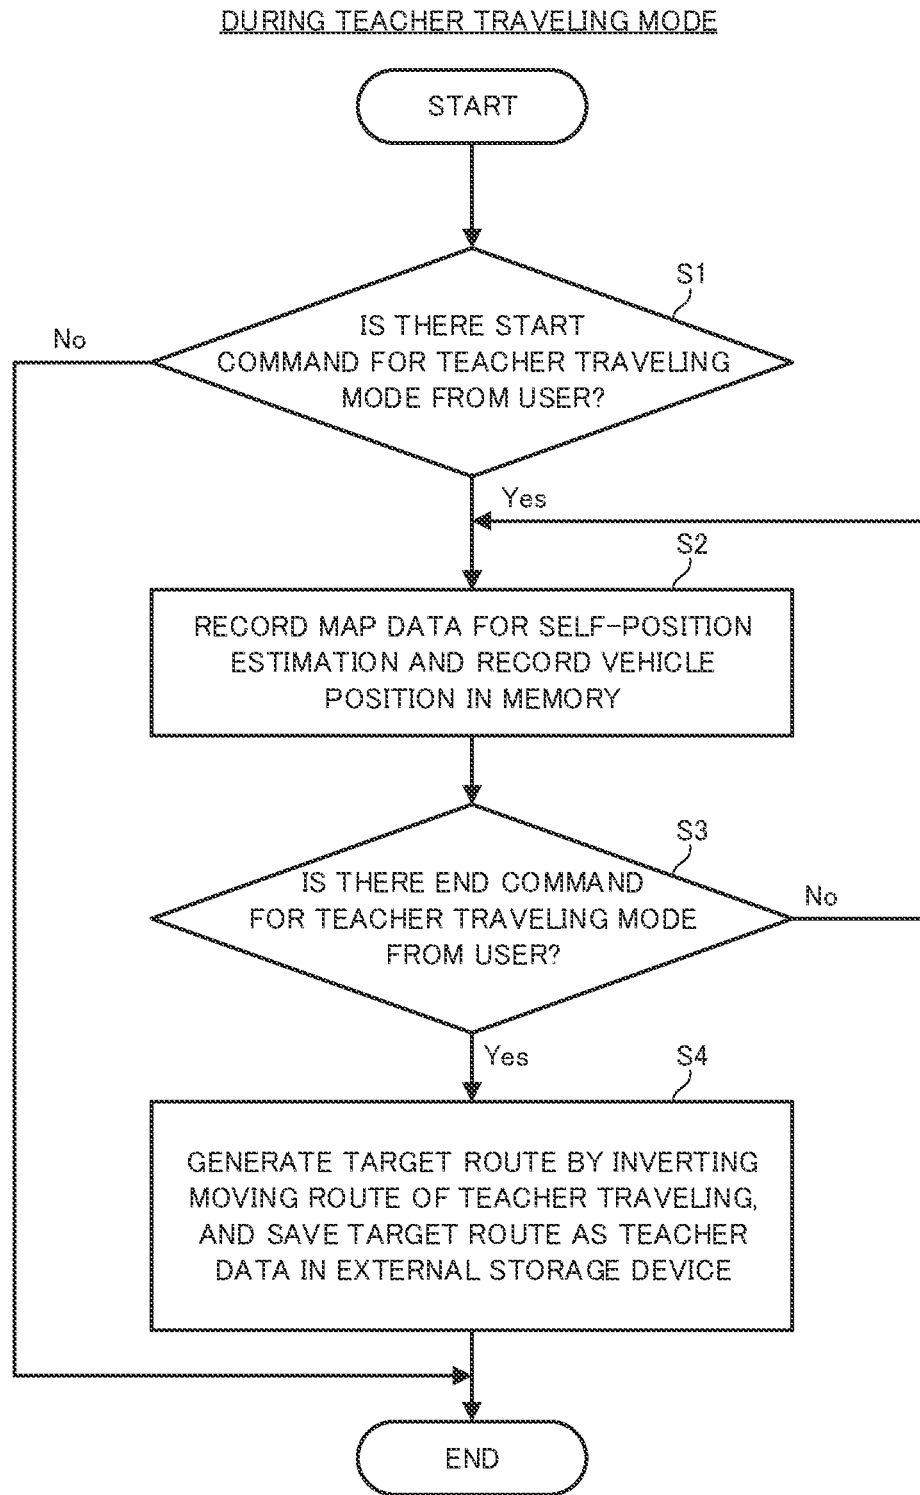 DURING TEACHER TRAVELING MODE
START
S1
IS THERE START
COMMAND FOR TEACHER TRAVELING
MODE FROM USER?
No
Yes
S2
RECORD MAP DATA FOR SELF-POSITION
ESTIMATION AND RECORD VEHICLE
POSITION IN MEMORY
S3
IS THERE END COMMAND
FOR TEACHER TRAVELING MODE
FROM USER?
No
Yes
S4
GENERATE TARGET ROUTE BY INVERTING
MOVING ROUTE OF TEACHER TRAVELING,
AND SAVE TARGET ROUTE AS TEACHER
DATA IN EXTERNAL STORAGE DEVICE
END